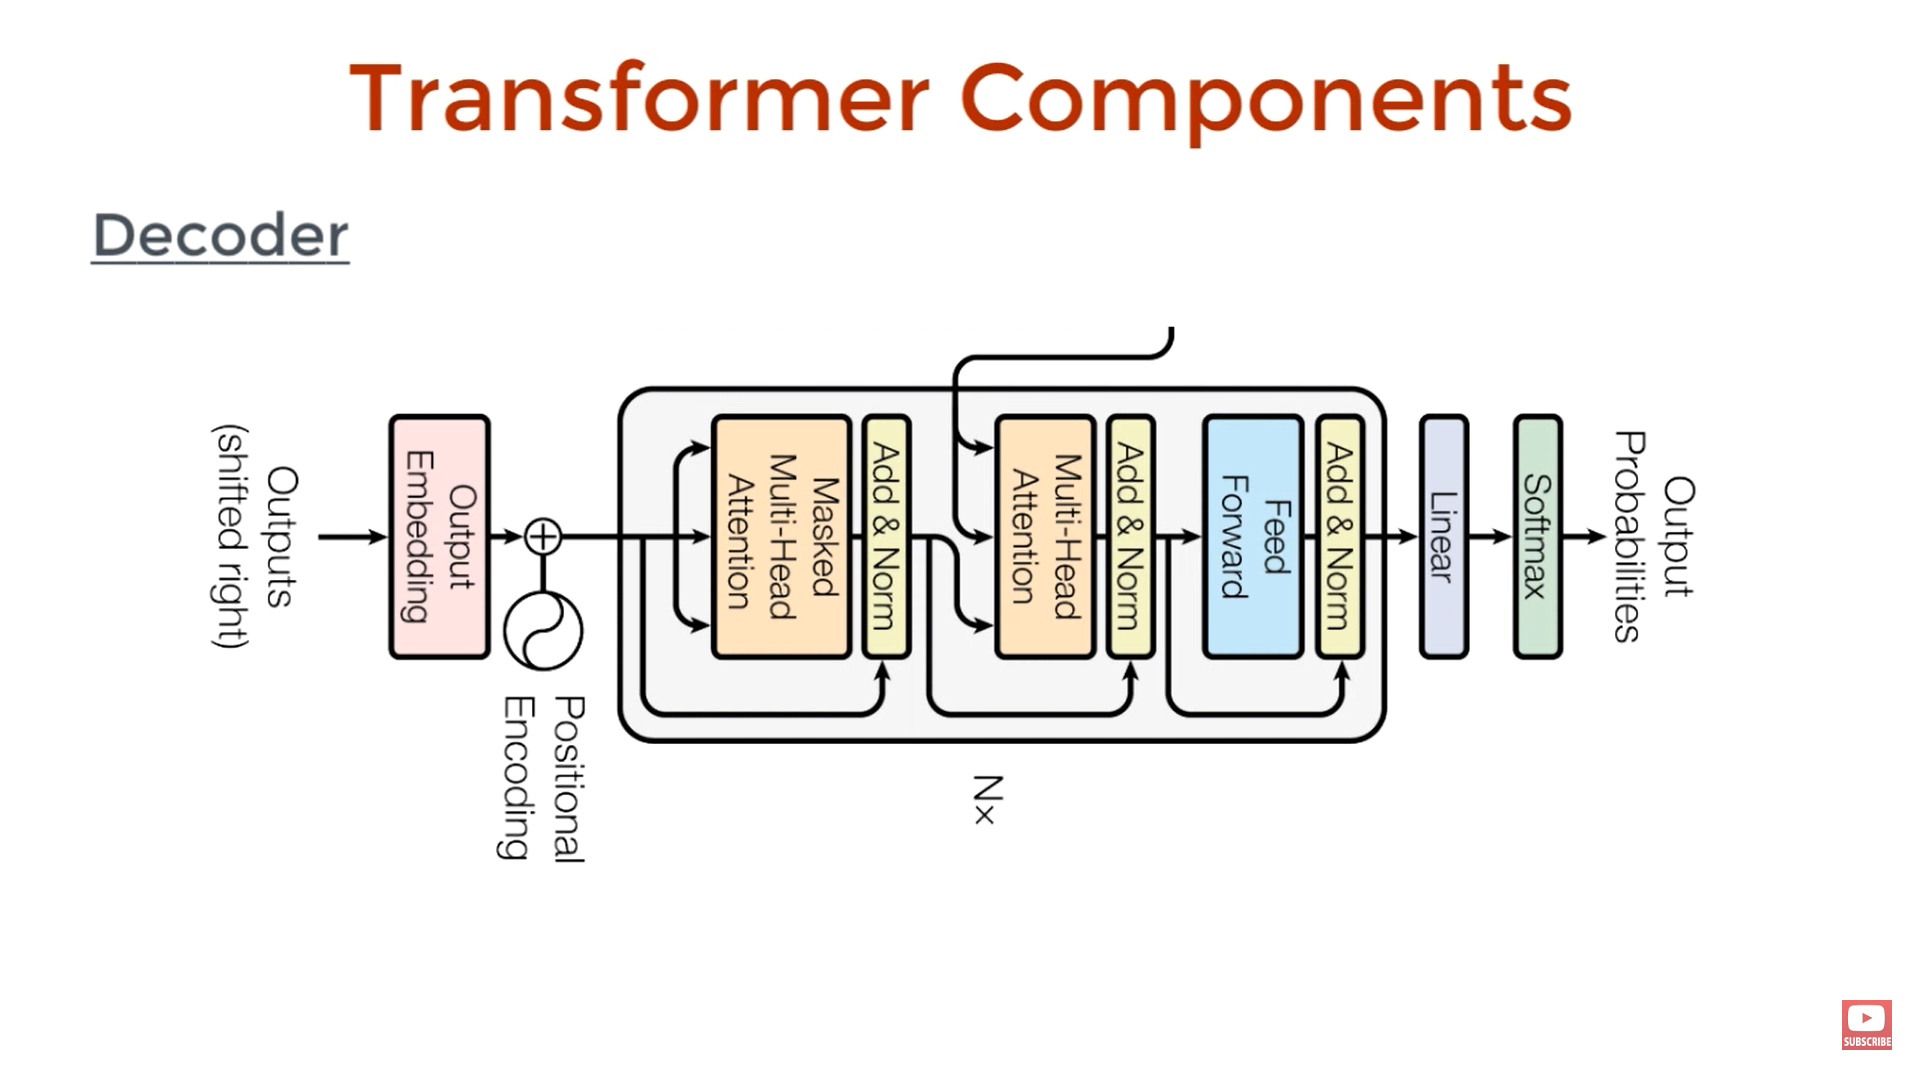 Transformer Components
Decoder
Outputs
(shifted right)
Output
Embedding
Positional
Encoding
Masked
Multi-Head
Attention
Add & Norm
Multi-Head
Attention
Add & Norm
Feed
Forward
Add & Norm
N×
Linear
Softmax
Output
Probabilities
SUBSCRIBE